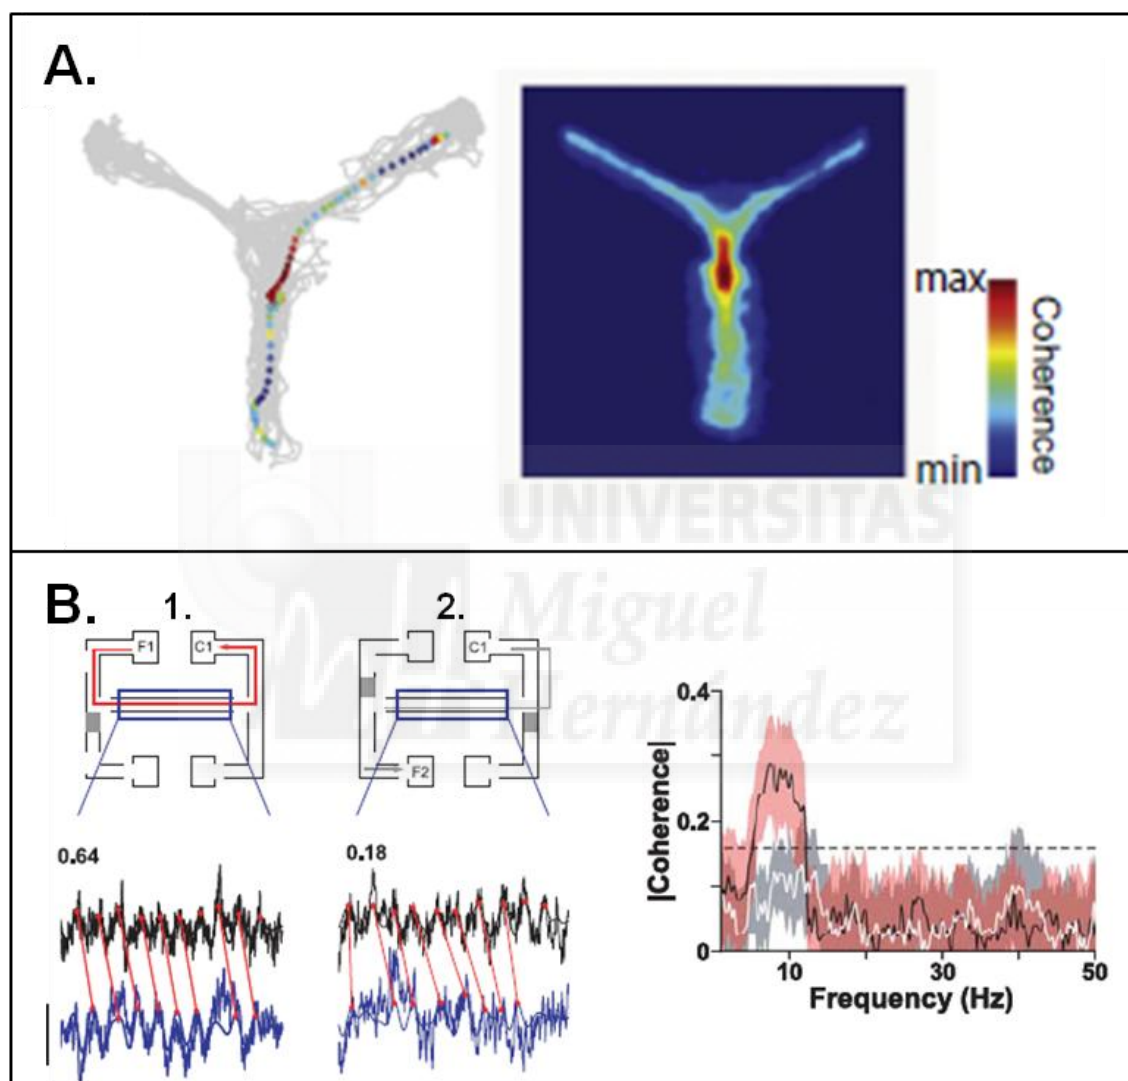 A.
max
min
Coherence
UNIVERSITAS
Miguel
Hernández
B.
1.
2.
F1
C1
C1
F2
0.64
0.18
0.4
0.2
0
|Coherence|
10
30
50
Frequency (Hz)